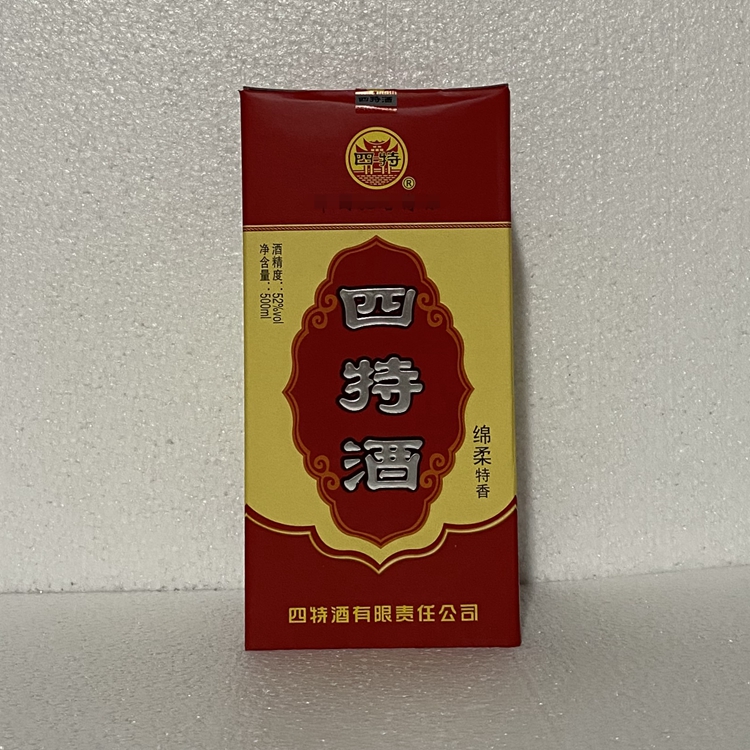 四特酒
四特
®
酒精度：52%vol
净含量：500ml
四特酒
绵柔特香
四特酒有限责任公司